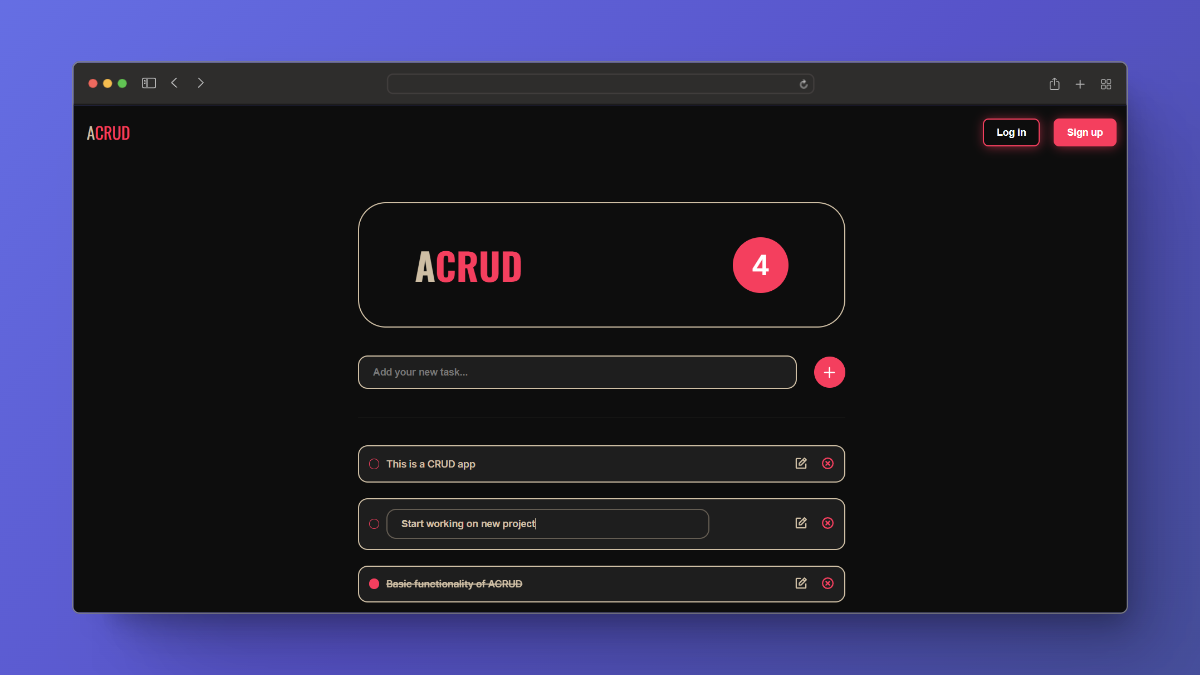 ACRUD
Log in
Sign up
ACRUD
4
Add your new task...
This is a CRUD app
Start working on new project
Basic functionality of ACRUD